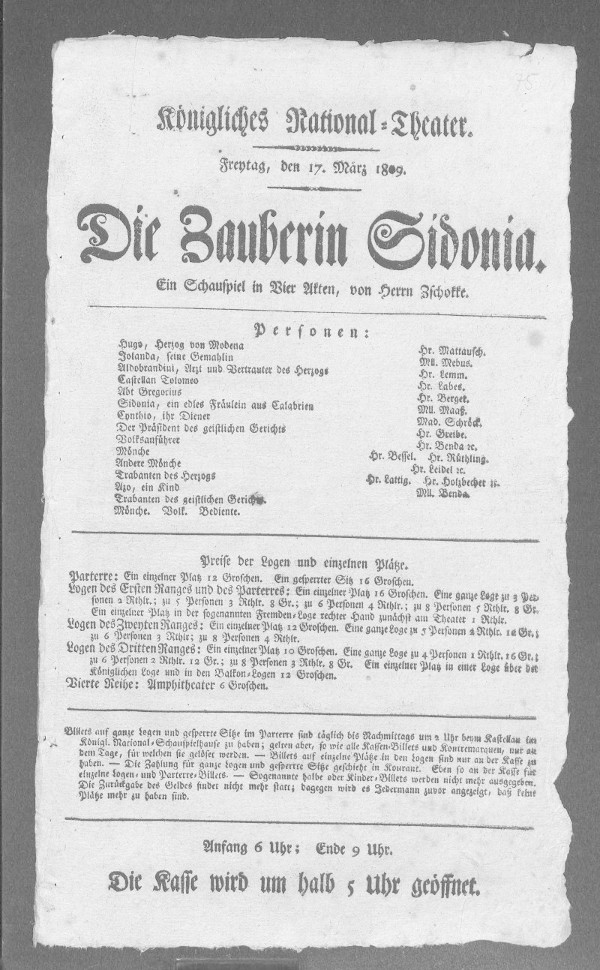 75
Königliches National-Theater.
Freytag, den 17. März 1809.
Die Zauberin Sidonia.
Ein Schauspiel in Vier Akten, von Herrn Zschokke.
Personen:
Hugo, Herzog von Modena Hr. Mattausch.
Jolanda, seine Gemahlin Mll. Mebus.
Aldobrandini, Arzt und Vertrauter des Herzogs Hr. Lemm.
Castellan Tolomeo Hr. Labes.
Abt Gregorius Hr. Berger.
Sidonia, ein edles Fräulein aus Calabrien Mll. Maaß.
Cynthio, ihr Diener Mad. Schröck.
Der Präsident des geistlichen Gerichts Hr. Greibe.
Volksanführer Hr. Benda ꝛc.
Mönche Hr. Bessel. Hr. Rüthling.
Andere Mönche Hr. Leidel ꝛc.
Trabanten des Herzogs Hr. Lattig. Hr. Holzbecher ꝛc.
Azo, ein Kind Mll. Benda.
Trabanten des geistlichen Gerichts.
Mönche. Volk. Bediente.
Preise der Logen und einzelnen Plätze.
Parterre: Ein einzelner Platz 12 Groschen. Ein gesperrter Sitz 16 Groschen.
Logen des Ersten Ranges und des Parterres: Ein einzelner Platz 16 Groschen. Eine ganze Loge zu 3 Per-
sonen 2 Rthlr.; zu 5 Personen 3 Rthlr. 8 Gr.; zu 6 Personen 4 Rthlr.; zu 8 Personen 5 Rthlr. 8 Gr.
Ein einzelner Platz in der sogenannten Fremden-Loge rechter Hand zunächst am Theater 1 Rthlr.
Logen des Zweyten Ranges: Ein einzelner Platz 12 Groschen. Eine ganze Loge zu 5 Personen 2 Rthlr. 12 Gr.;
zu 6 Personen 3 Rthlr; zu 8 Personen 4 Rthlr.
Logen des Dritten Ranges: Ein einzelner Platz 10 Groschen. Eine ganze Loge zu 4 Personen 1 Rthlr. 16 Gr.;
zu 6 Personen 2 Rthlr. 12 Gr.; zu 8 Personen 3 Rthlr. 8 Gr. Ein einzelner Platz in einer Loge über der
Königlichen Loge und in den Balkon-Logen 12 Groschen.
Vierte Reihe: Amphitheater 6 Groschen.
Billets auf ganze Logen und gesperrte Sitze im Parterre sind täglich bis Nachmittags um 2 Uhr beym Kastellan im
Königl. National-Schauspielhause zu haben; gelten aber, so wie alle Kassen-Billets und Kontremarquen, nur an
dem Tage, für welchen sie gelöset werden. — Billets auf einzelne Plätze in den Logen sind nur an der Kasse zu
haben. — Die Zahlung für ganze Logen und gesperrte Sitze geschieht in Kourant. Eben so an der Kasse für
einzelne Logen- und Parterre-Billets. — Sogenannte halbe oder Kinder-Billets werden nicht mehr ausgegeben.
Die Zurückgabe des Geldes findet nicht mehr statt; dagegen wird es Jedermann zuvor angezeigt, daß keine
Plätze mehr zu haben sind.
Anfang 6 Uhr; Ende 9 Uhr.
Die Kasse wird um halb 5 Uhr geöffnet.